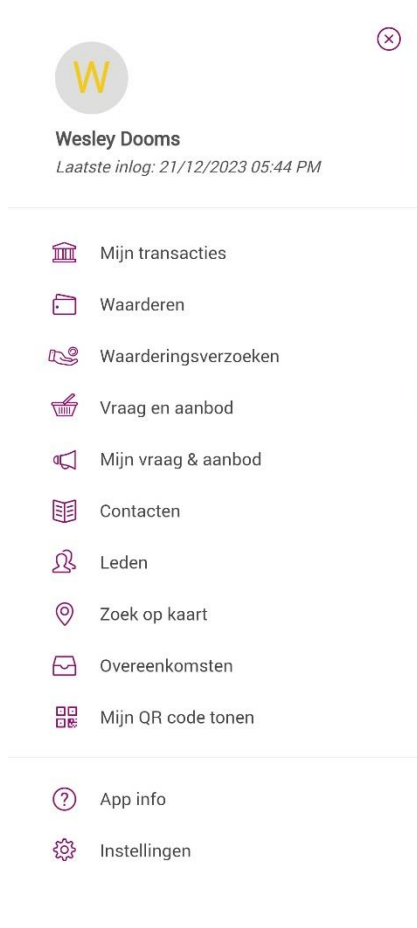 W
Wesley Dooms
Laatste inlog: 21/12/2023 05:44 PM
Mijn transacties
Waarderen
Waarderingsverzoeken
Vraag en aanbod
Mijn vraag & aanbod
Contacten
Leden
Zoek op kaart
Overeenkomsten
Mijn QR code tonen
App info
Instellingen